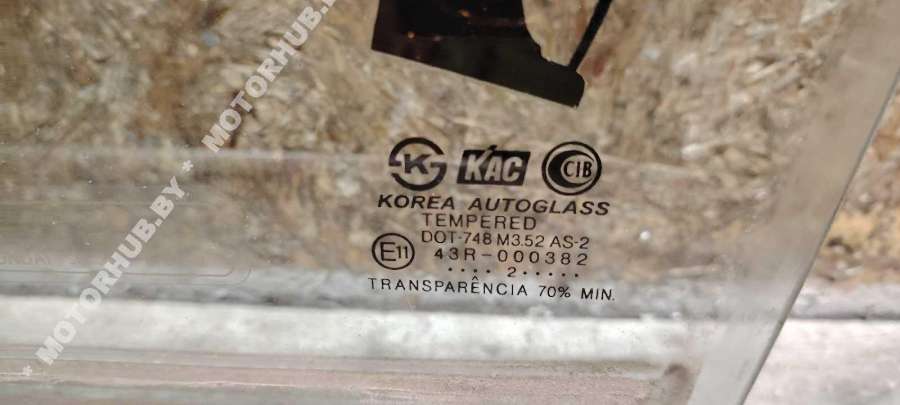 * MOTORHUB.BY * MOTORHUB.BY
K KAC CIB
KOREA AUTOGLASS
TEMPERED
DOT-748 M3.52 AS-2
E11 43R-000382
.... 2 .....
TRANSPARÊNCIA 70% MIN.